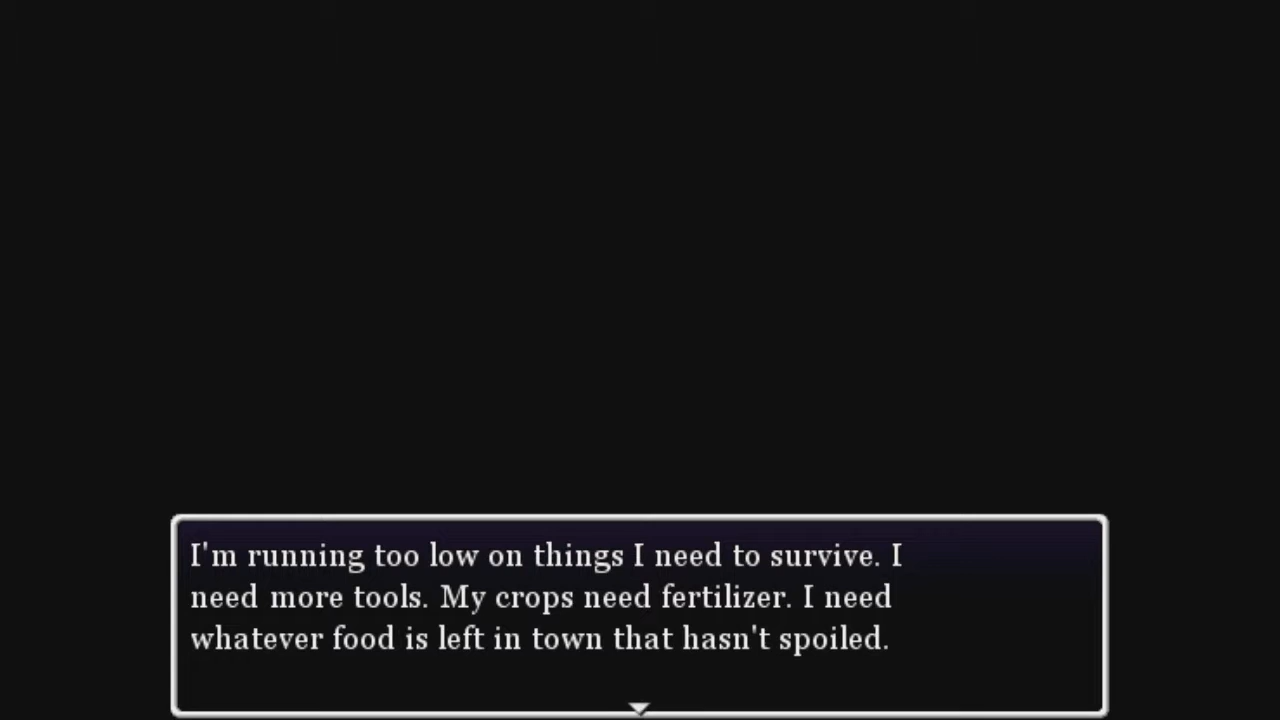 I'm running too low on things I need to survive. I
need more tools. My crops need fertilizer. I need
whatever food is left in town that hasn't spoiled.